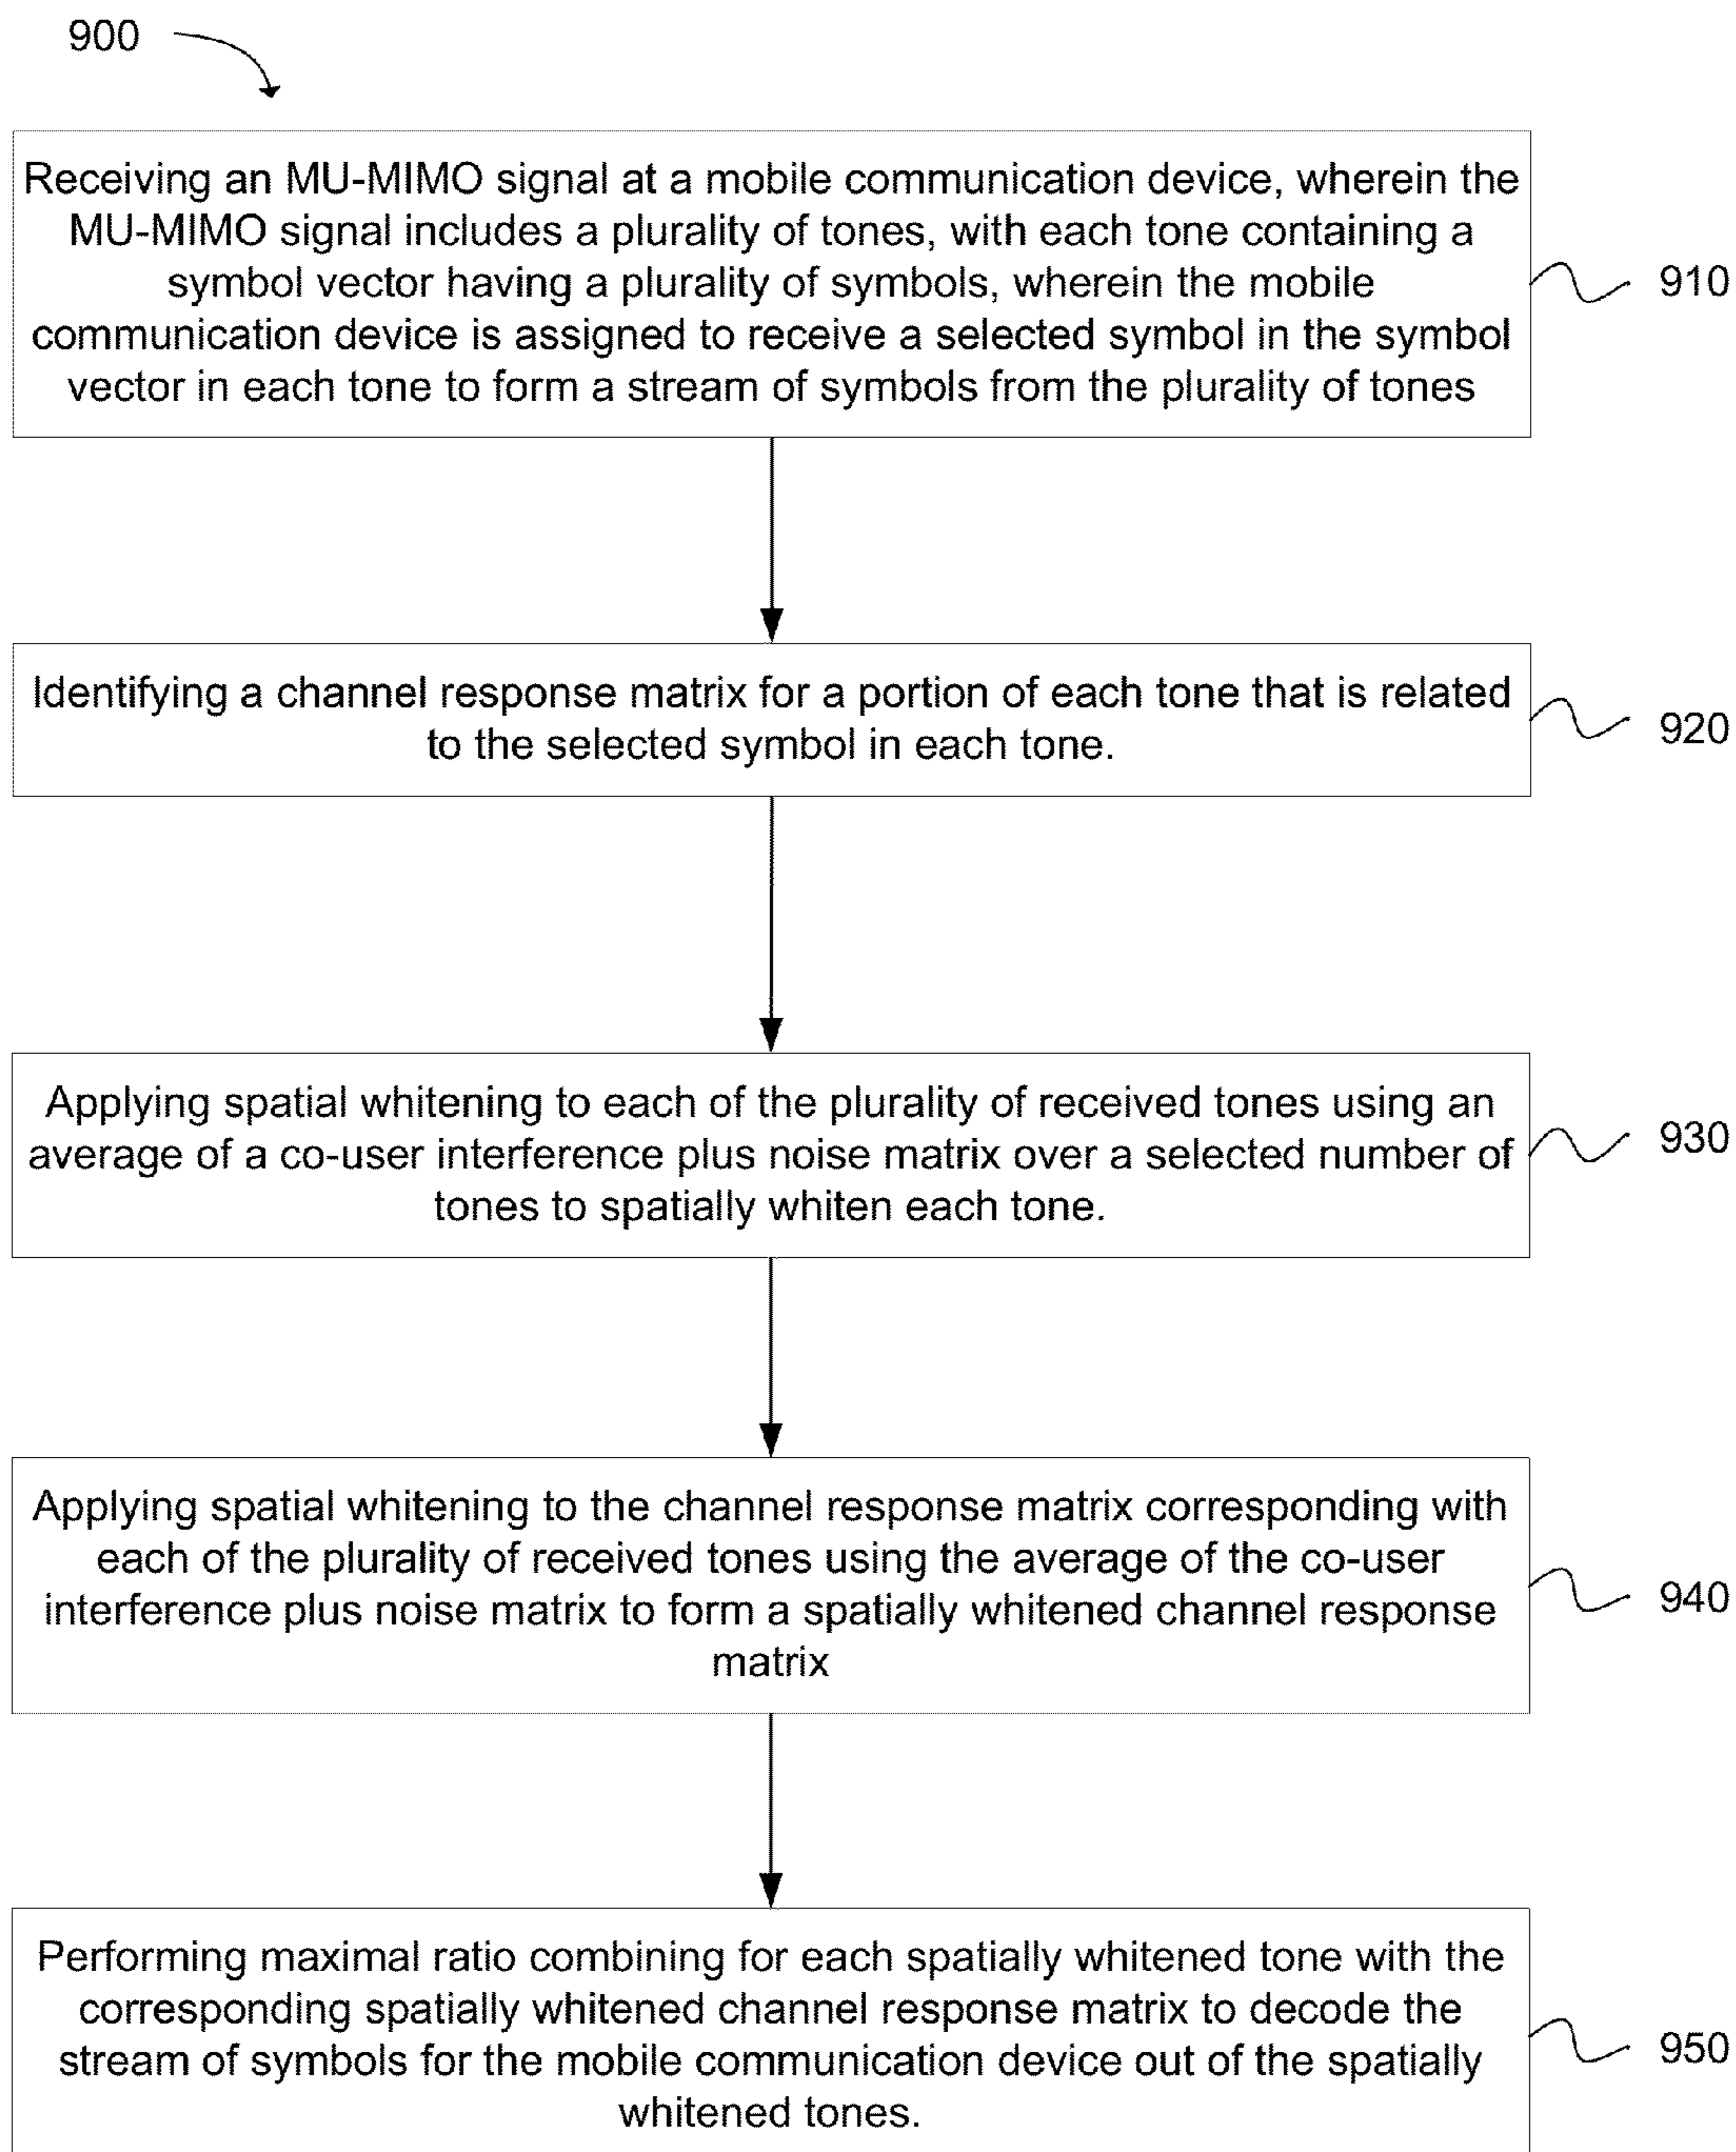 900
Receiving an MU-MIMO signal at a mobile communication device, wherein the
MU-MIMO signal includes a plurality of tones, with each tone containing a
symbol vector having a plurality of symbols, wherein the mobile
communication device is assigned to receive a selected symbol in the symbol
vector in each tone to form a stream of symbols from the plurality of tones
910
Identifying a channel response matrix for a portion of each tone that is related
to the selected symbol in each tone.
920
Applying spatial whitening to each of the plurality of received tones using an
average of a co-user interference plus noise matrix over a selected number of
tones to spatially whiten each tone.
930
Applying spatial whitening to the channel response matrix corresponding with
each of the plurality of received tones using the average of the co-user
interference plus noise matrix to form a spatially whitened channel response
matrix
940
Performing maximal ratio combining for each spatially whitened tone with the
corresponding spatially whitened channel response matrix to decode the
stream of symbols for the mobile communication device out of the spatially
whitened tones.
950